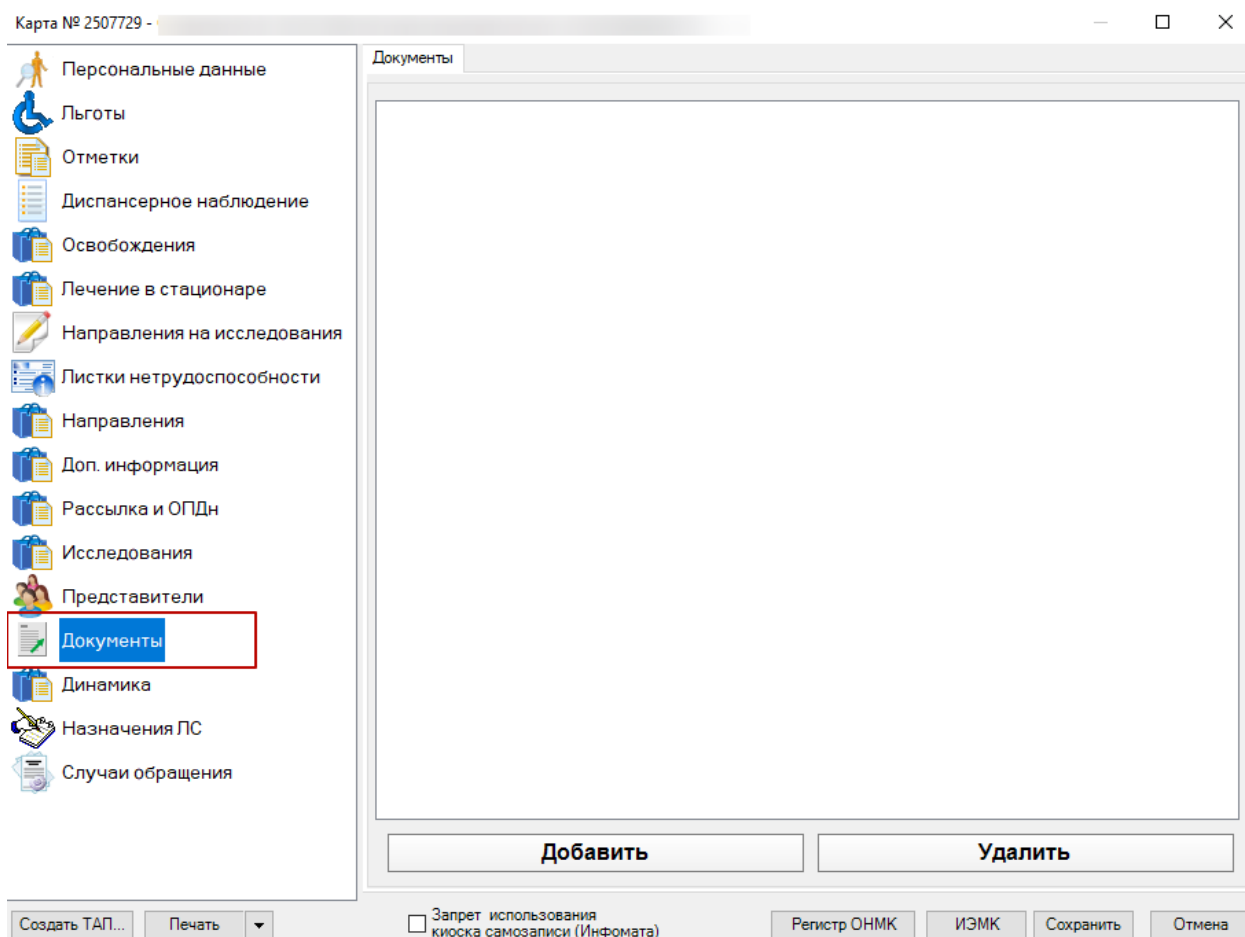 Карта № 2507729 -
Персональные данные
Льготы
Отметки
Диспансерное наблюдение
Освобождения
Лечение в стационаре
Направления на исследования
Листки нетрудоспособности
Направления
Доп. информация
Рассылка и ОПДн
Исследования
Представители
Документы
Динамика
Назначения ЛС
Случаи обращения
Документы
Добавить
Удалить
Создать ТАП...
Печать
Запрет использования
киоска самозаписи (Инфомата)
Регистр ОНМК
ИЭМК
Сохранить
Отмена